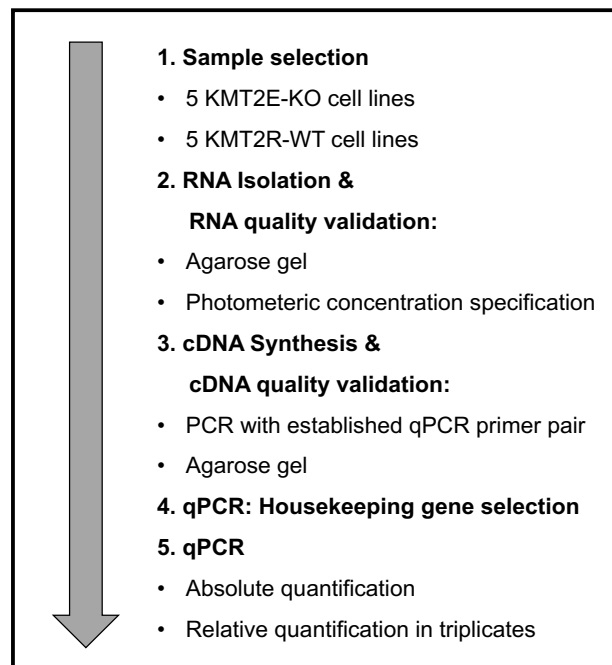 1. Sample selection
• 5 KMT2E-KO cell lines
• 5 KMT2R-WT cell lines
2. RNA Isolation &
RNA quality validation:
• Agarose gel
• Photometeric concentration specification
3. cDNA Synthesis &
cDNA quality validation:
• PCR with established qPCR primer pair
• Agarose gel
4. qPCR: Housekeeping gene selection
5. qPCR
• Absolute quantification
• Relative quantification in triplicates